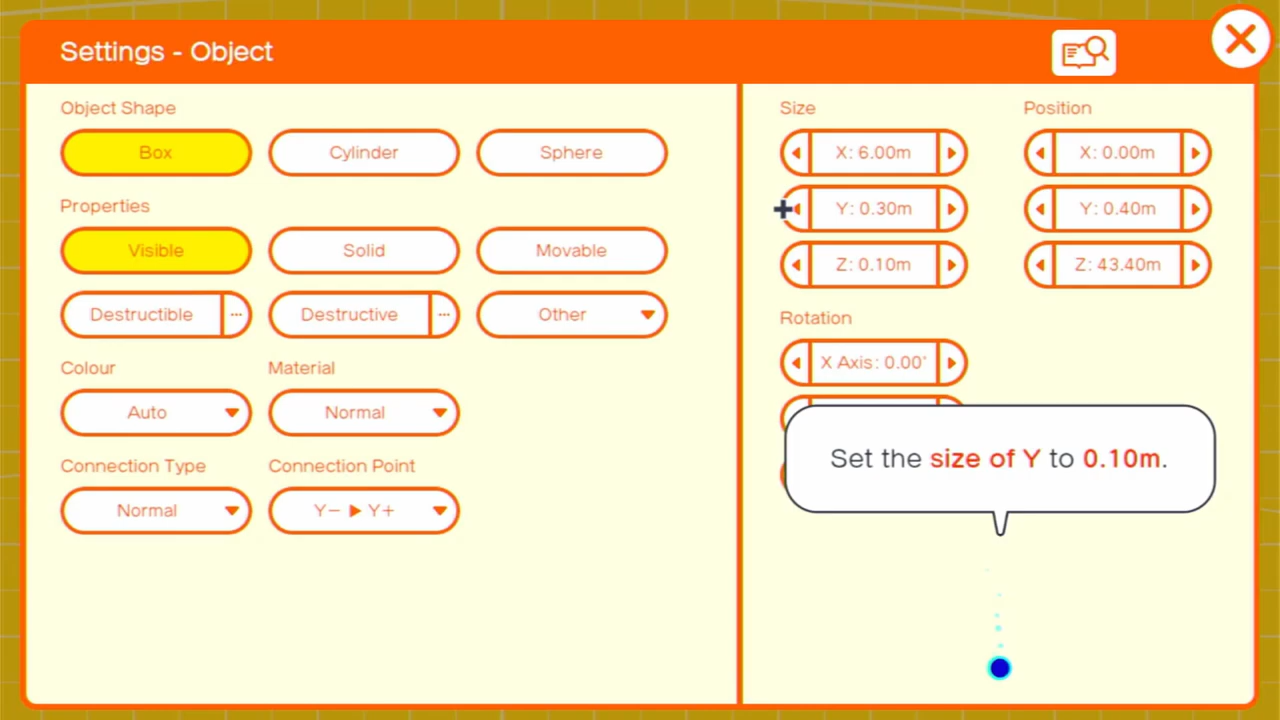 Settings - Object
Object Shape
Box
Cylinder
Sphere
Properties
Visible
Solid
Movable
Destructible
...
Destructive
...
Other
Colour
Material
Auto
Normal
Connection Type
Connection Point
Normal
Y− ▶ Y+
Size
Position
X: 6.00m
X: 0.00m
Y: 0.30m
Y: 0.40m
Z: 0.10m
Z: 43.40m
Rotation
X Axis: 0.00°
Set the size of Y to 0.10m.